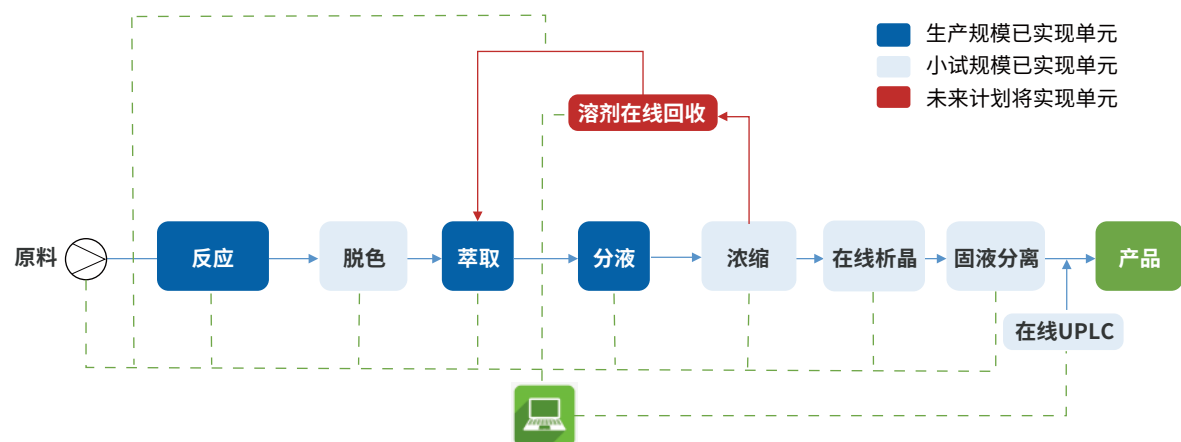 生产规模已实现单元
小试规模已实现单元
未来计划将实现单元
溶剂在线回收
原料
反应
脱色
萃取
分液
浓缩
在线析晶
固液分离
产品
在线UPLC